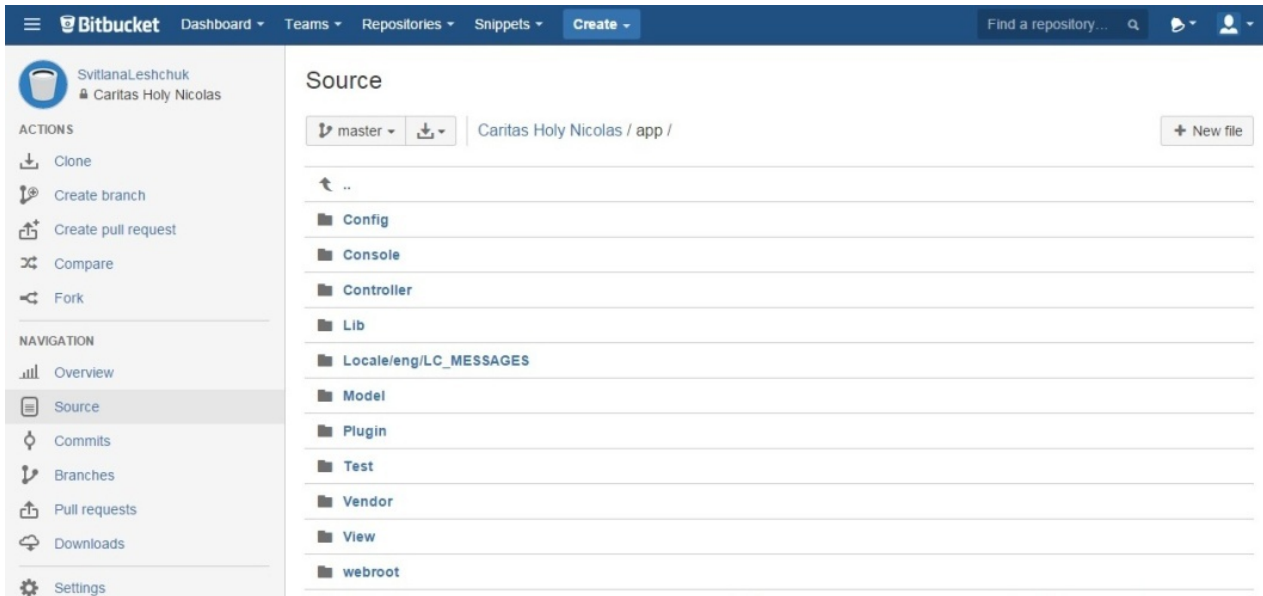 Bitbucket Dashboard Teams Repositories Snippets Create Find a repository...
SvitlanaLeshchuk
Caritas Holy Nicolas
ACTIONS
Clone
Create branch
Create pull request
Compare
Fork
NAVIGATION
Overview
Source
Commits
Branches
Pull requests
Downloads
Settings
Source
master Caritas Holy Nicolas / app / + New file
..
Config
Console
Controller
Lib
Locale/eng/LC_MESSAGES
Model
Plugin
Test
Vendor
View
webroot